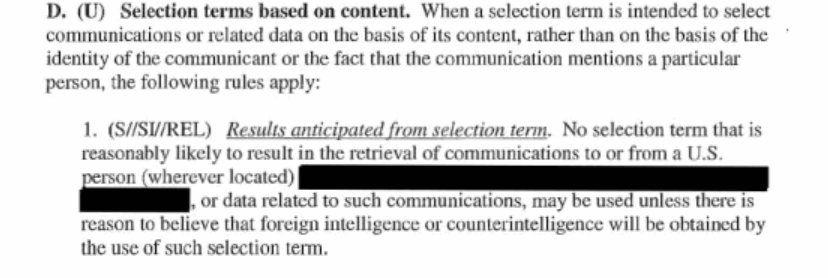 D. (U) Selection terms based on content. When a selection term is intended to select
communications or related data on the basis of its content, rather than on the basis of the
identity of the communicant or the fact that the communication mentions a particular
person, the following rules apply:
1. (S//SI//REL) Results anticipated from selection term. No selection term that is
reasonably likely to result in the retrieval of communications to or from a U.S.
person (wherever located)
, or data related to such communications, may be used unless there is
reason to believe that foreign intelligence or counterintelligence will be obtained by
the use of such selection term.